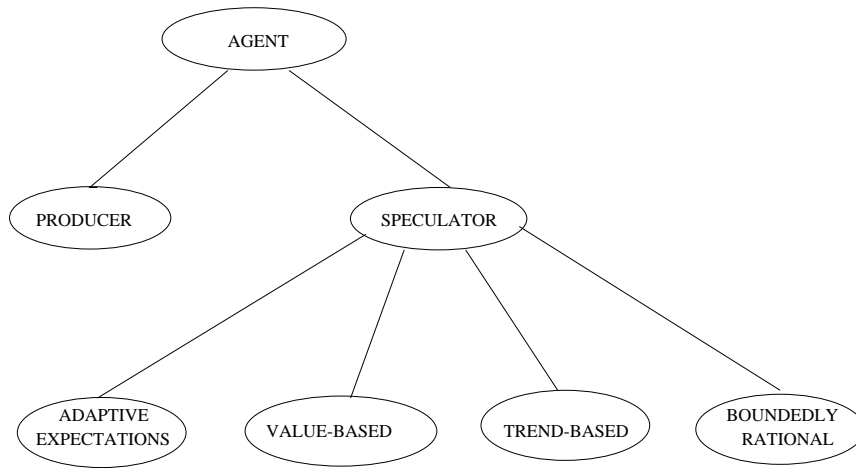 AGENT
PRODUCER
SPECULATOR
ADAPTIVE
EXPECTATIONS
VALUE-BASED
TREND-BASED
BOUNDEDLY
RATIONAL